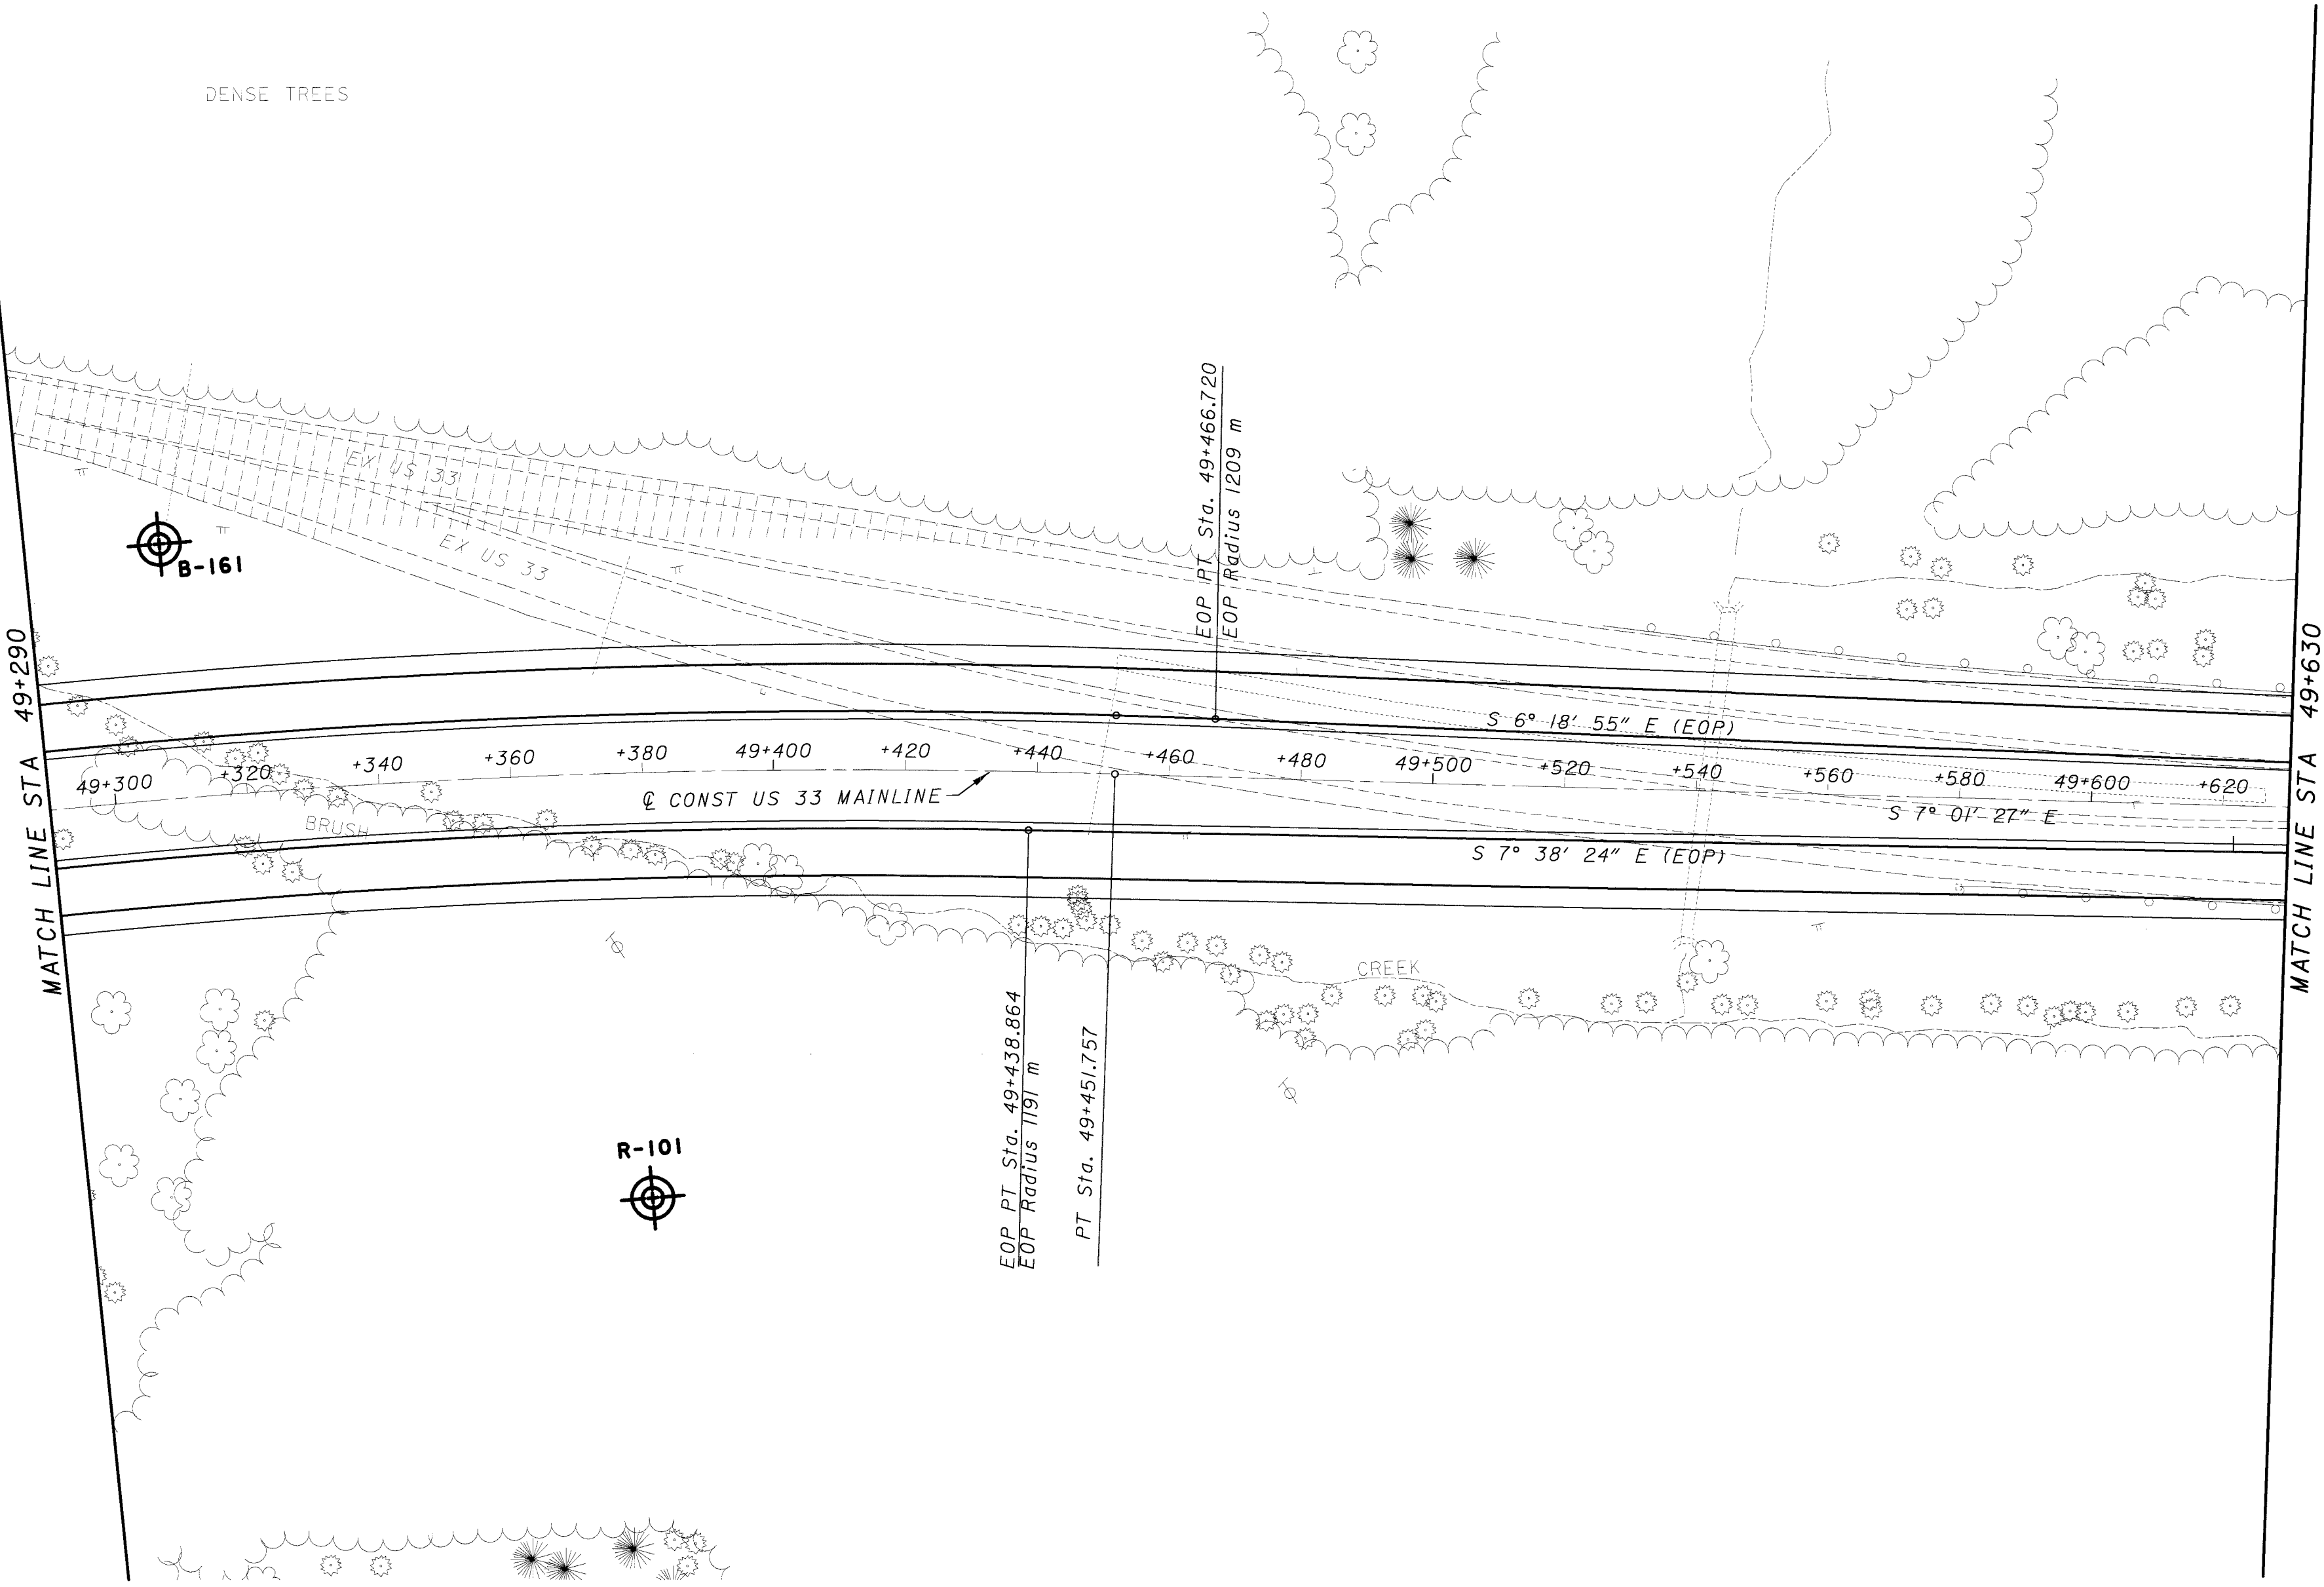 DENSE TREES
EX US 33
EX US 33
B-161
EOP PT Sta. 49+466.720
EOP Radius 1209 m
MATCH LINE STA 49+290
MATCH LINE STA 49+630
S 6° 18' 55" E (EOP)
49+300 +320 +340 +360 +380 49+400 +420 +440 +460 +480 49+500 +520 +540 +560 +580 49+600 +620
℄ CONST US 33 MAINLINE
S 7° 01' 27" E
BRUSH
S 7° 38' 24" E (EOP)
CREEK
EOP PT Sta. 49+438.864
EOP Radius 1191 m
PT Sta. 49+451.757
R-101